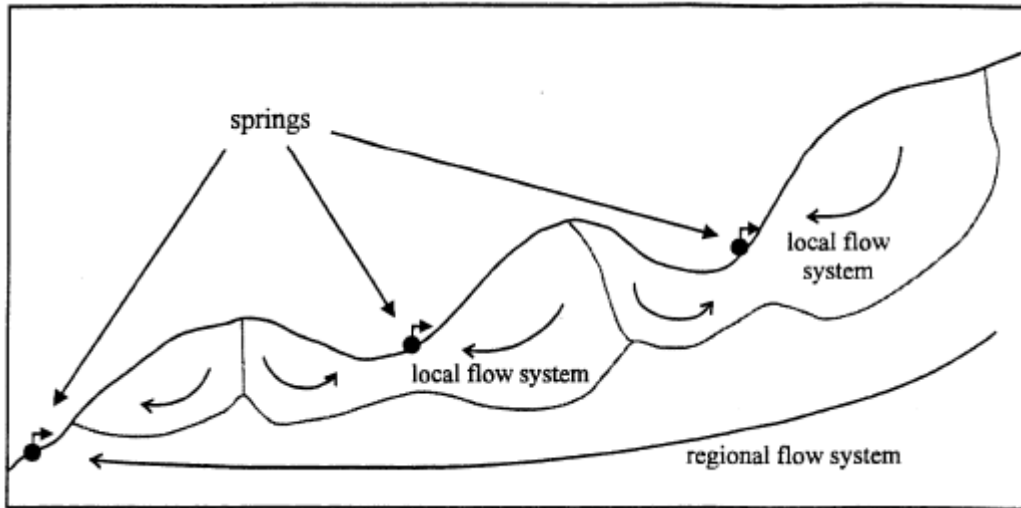 springs
local flow
system
local flow system
regional flow system